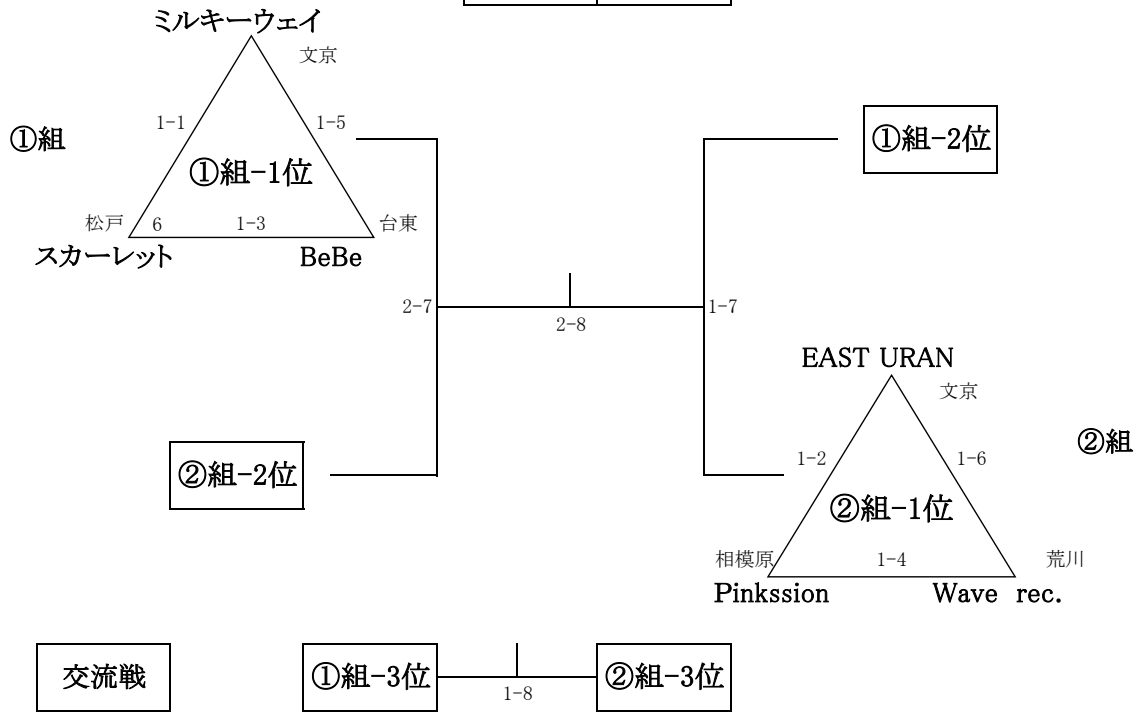 ミルキーウェイ
文京
①組
1-1
1-5
①組-1位
松戸
6
1-3
台東
スカーレット
BeBe
①組-2位
2-7
2-8
1-7
EAST URAN
文京
②組
1-2
1-6
②組-2位
②組-1位
相模原
1-4
荒川
Pinkssion
Wave rec.
交流戦
①組-3位
1-8
②組-3位